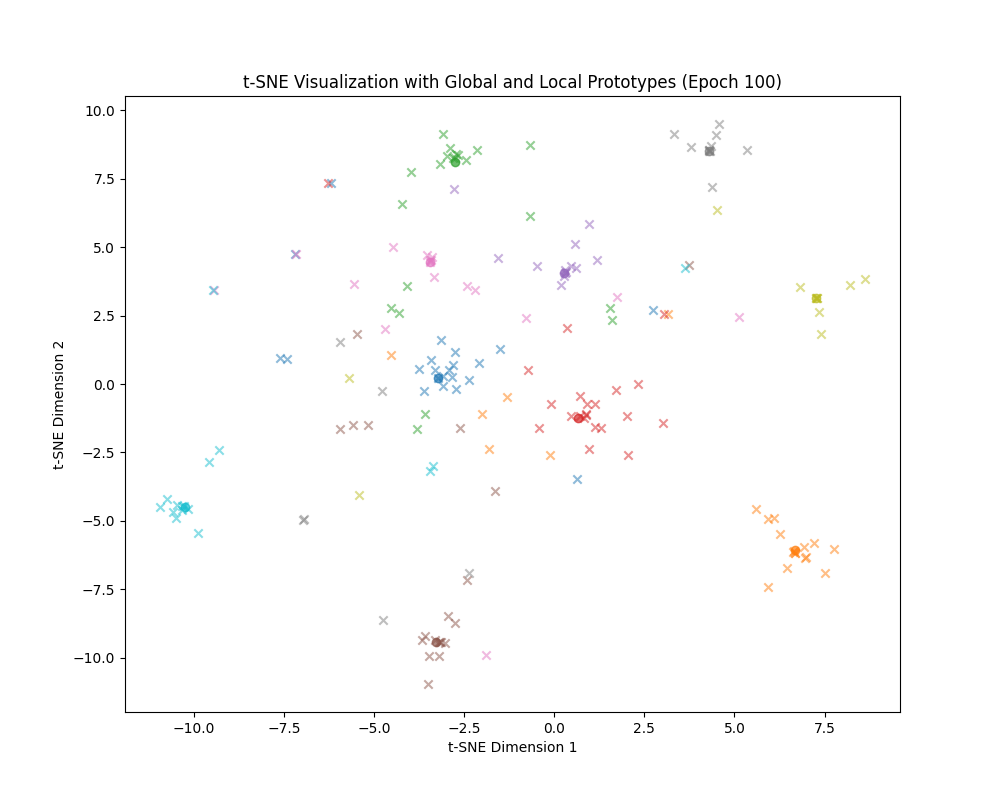 t-SNE Visualization with Global and Local Prototypes (Epoch 100)
10.0
7.5
5.0
2.5
0.0
−2.5
−5.0
−7.5
−10.0
t-SNE Dimension 2
−10.0 −7.5 −5.0 −2.5 0.0 2.5 5.0 7.5
t-SNE Dimension 1